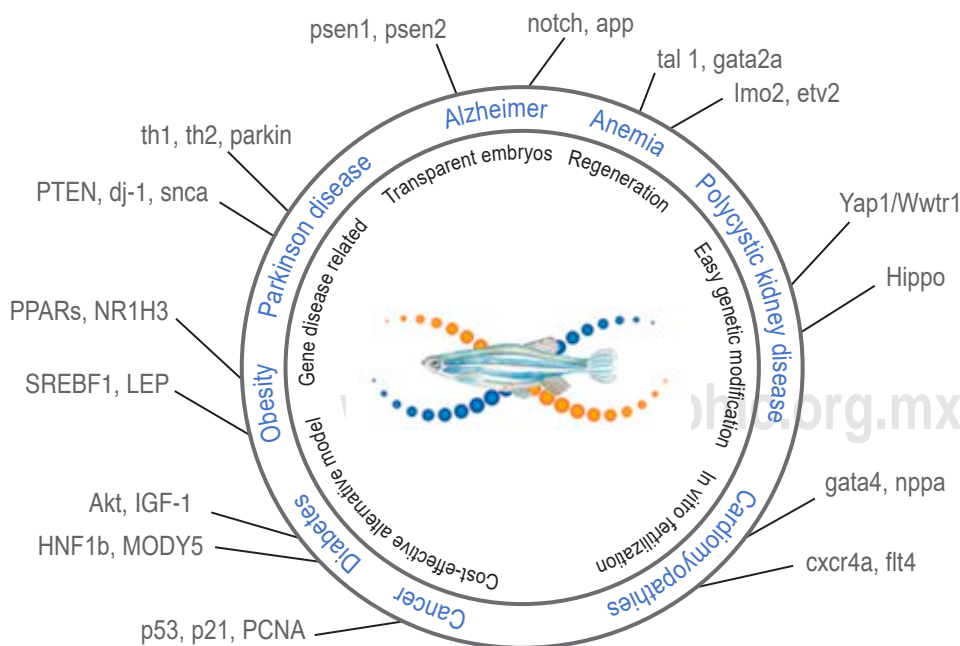 psen1, psen2
notch, app
tal 1, gata2a
lmo2, etv2
th1, th2, parkin
PTEN, dj-1, snca
Yap1/Wwtr1
Hippo
PPARs, NR1H3
SREBF1, LEP
Akt, IGF-1
HNF1b, MODY5
p53, p21, PCNA
gata4, nppa
cxcr4a, flt4
Alzheimer
Anemia
Polycystic kidney disease
Cardiomyopathies
Cancer
Diabetes
Obesity
Parkinson disease
Transparent embryos
Regeneration
Easy genetic modification
In vitro fertilization
Cost-effective alternative model
Gene disease related
.org.mx